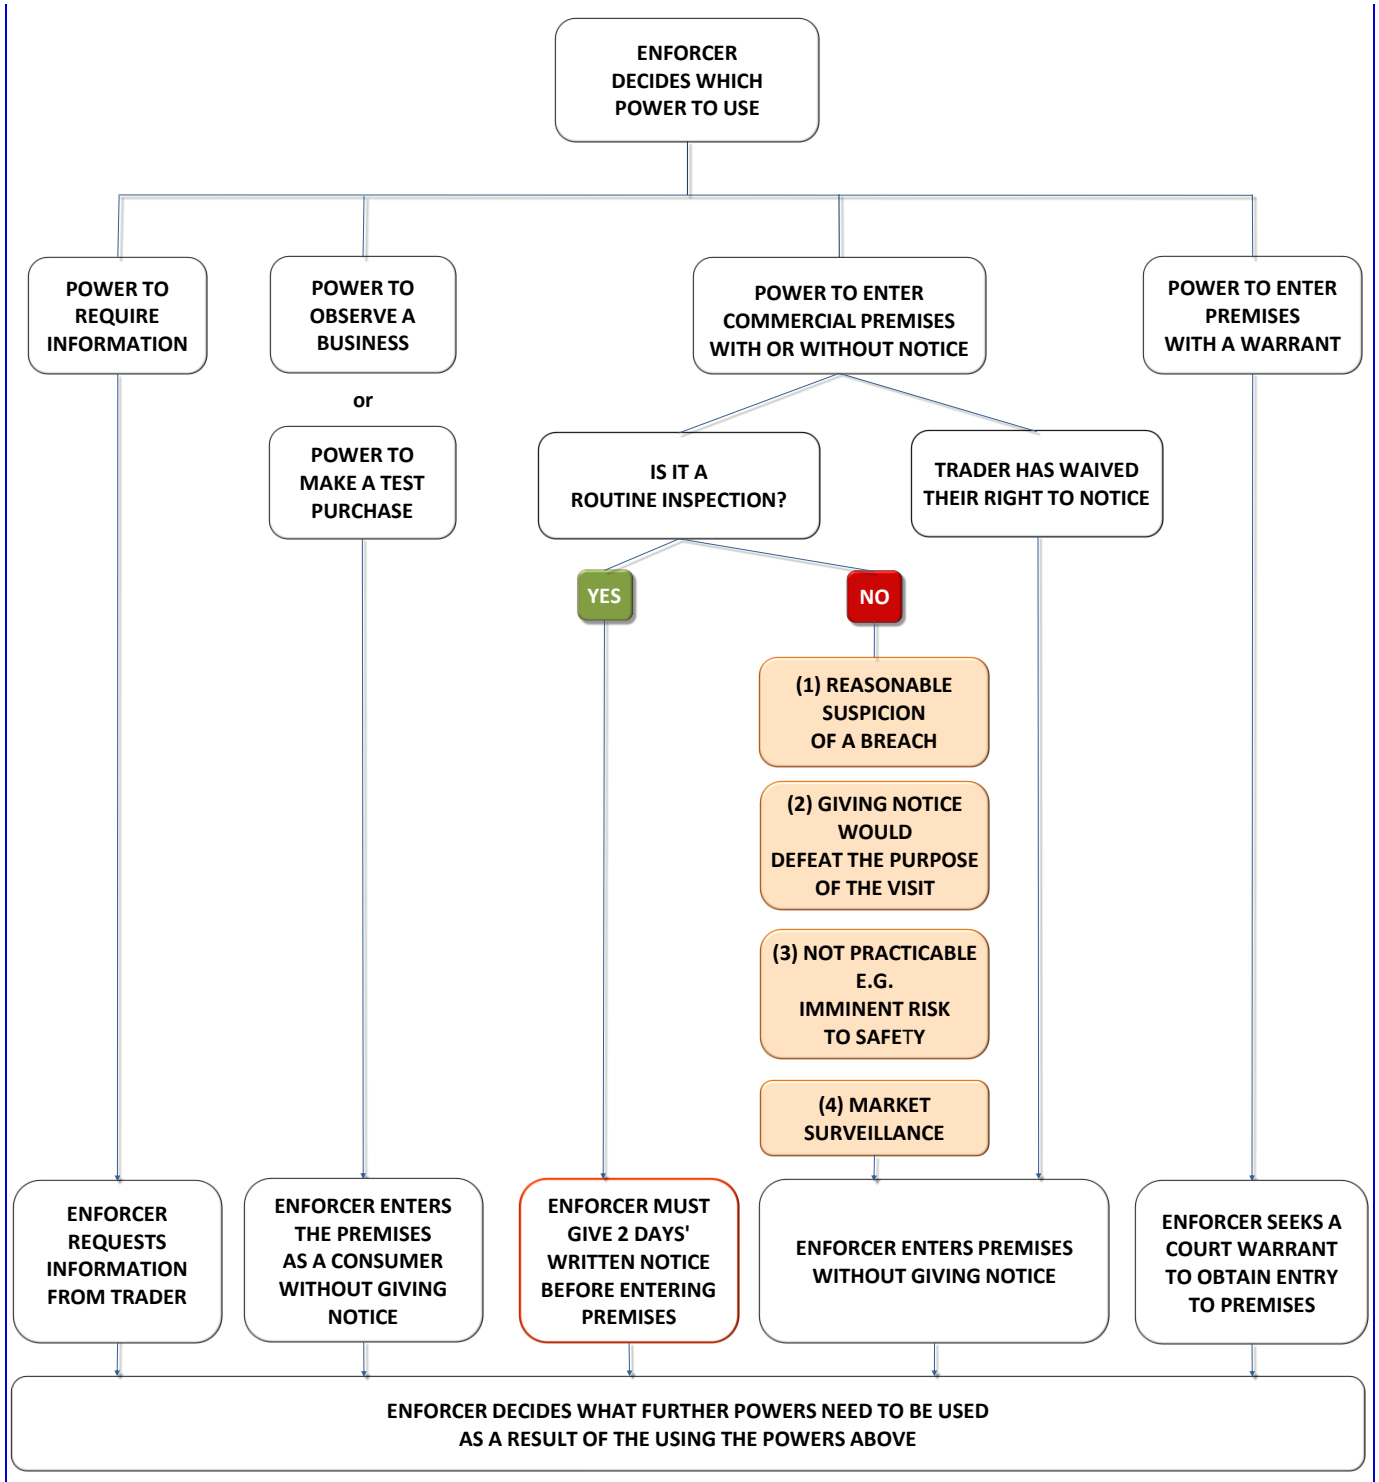 ENFORCER
DECIDES WHICH
POWER TO USE
POWER TO
REQUIRE
INFORMATION
POWER TO
OBSERVE A
BUSINESS
or
POWER TO
MAKE A TEST
PURCHASE
POWER TO ENTER
COMMERCIAL PREMISES
WITH OR WITHOUT NOTICE
POWER TO ENTER
PREMISES
WITH A WARRANT
IS IT A
ROUTINE INSPECTION?
TRADER HAS WAIVED
THEIR RIGHT TO NOTICE
YES
NO
(1) REASONABLE
SUSPICION
OF A BREACH
(2) GIVING NOTICE
WOULD
DEFEAT THE PURPOSE
OF THE VISIT
(3) NOT PRACTICABLE
E.G.
IMMINENT RISK
TO SAFETY
(4) MARKET
SURVEILLANCE
ENFORCER
REQUESTS
INFORMATION
FROM TRADER
ENFORCER ENTERS
THE PREMISES
AS A CONSUMER
WITHOUT GIVING
NOTICE
ENFORCER MUST
GIVE 2 DAYS'
WRITTEN NOTICE
BEFORE ENTERING
PREMISES
ENFORCER ENTERS PREMISES
WITHOUT GIVING NOTICE
ENFORCER SEEKS A
COURT WARRANT
TO OBTAIN ENTRY
TO PREMISES
ENFORCER DECIDES WHAT FURTHER POWERS NEED TO BE USED
AS A RESULT OF THE USING THE POWERS ABOVE